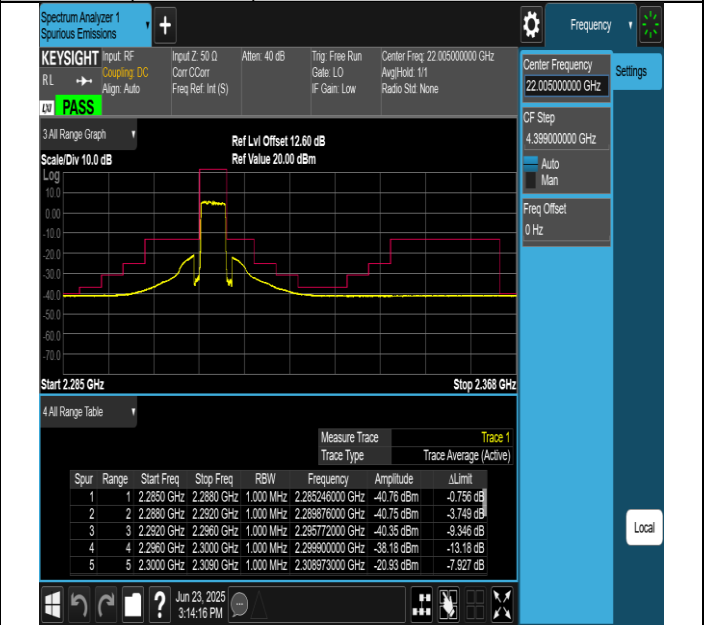 Spectrum Analyzer 1
Spurious Emissions
+
Frequency
KEYSIGHT
RL
LXI PASS
Input: RF
Coupling: DC
Align: Auto
Input Z: 50 Ω
Corr CCorr
Freq Ref: Int (S)
Atten: 40 dB
Trig: Free Run
Gate: LO
IF Gain: Low
Center Freq: 22.005000000 GHz
Avg|Hold: 1/1
Radio Std: None
Center Frequency
22.005000000 GHz
Settings
CF Step
4.399000000 GHz
Auto
Man
Freq Offset
0 Hz
Local
3 All Range Graph
Scale/Div 10.0 dB
Ref Lvl Offset 12.60 dB
Ref Value 20.00 dBm
Log
10.0
0.00
-10.0
-20.0
-30.0
-40.0
-50.0
-60.0
-70.0
Start 2.285 GHz
Stop 2.368 GHz
4 All Range Table
Measure Trace Trace 1
Trace Type Trace Average (Active)
Spur Range Start Freq Stop Freq RBW Frequency Amplitude ΔLimit
1 1 2.2850 GHz 2.2880 GHz 1.000 MHz 2.285246000 GHz -40.76 dBm -0.756 dB
2 2 2.2880 GHz 2.2920 GHz 1.000 MHz 2.289876000 GHz -40.75 dBm -3.749 dB
3 3 2.2920 GHz 2.2960 GHz 1.000 MHz 2.295772000 GHz -40.35 dBm -9.346 dB
4 4 2.2960 GHz 2.3000 GHz 1.000 MHz 2.299900000 GHz -38.18 dBm -13.18 dB
5 5 2.3000 GHz 2.3090 GHz 1.000 MHz 2.308973000 GHz -20.93 dBm -7.927 dB
?
Jun 23, 2025
3:14:16 PM